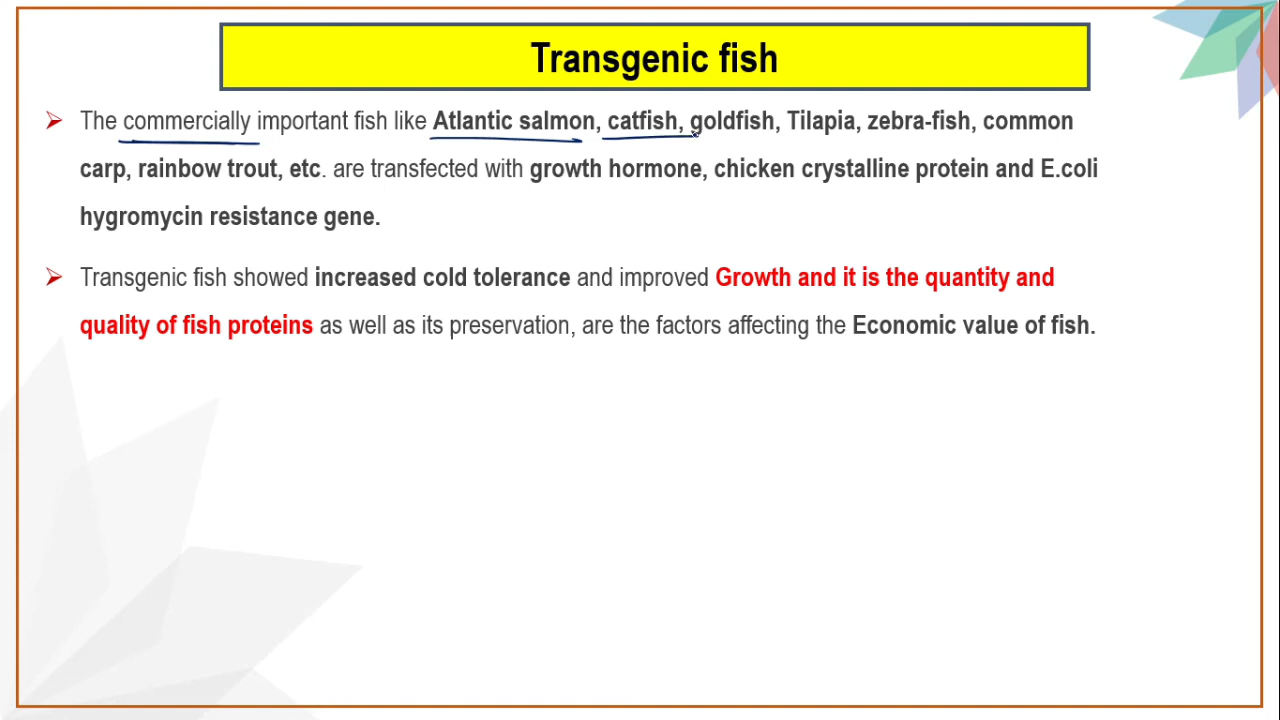 Transgenic fish
The commercially important fish like Atlantic salmon, catfish, goldfish, Tilapia, zebra-fish, common
carp, rainbow trout, etc. are transfected with growth hormone, chicken crystalline protein and E.coli
hygromycin resistance gene.
Transgenic fish showed increased cold tolerance and improved Growth and it is the quantity and
quality of fish proteins as well as its preservation, are the factors affecting the Economic value of fish.